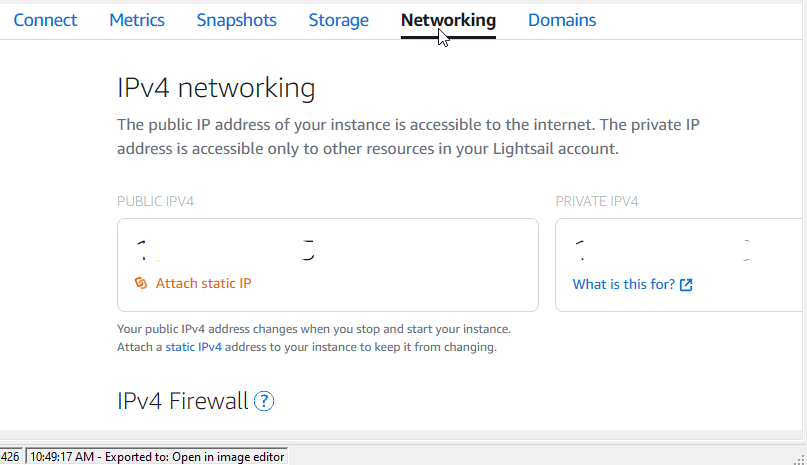 Connect Metrics Snapshots Storage Networking Domains
IPv4 networking
The public IP address of your instance is accessible to the internet. The private IP
address is accessible only to other resources in your Lightsail account.
PUBLIC IPV4
PRIVATE IPV4
Attach static IP
What is this for?
Your public IPv4 address changes when you stop and start your instance.
Attach a static IPv4 address to your instance to keep it from changing.
IPv4 Firewall ?
426 10:49:17 AM - Exported to: Open in image editor